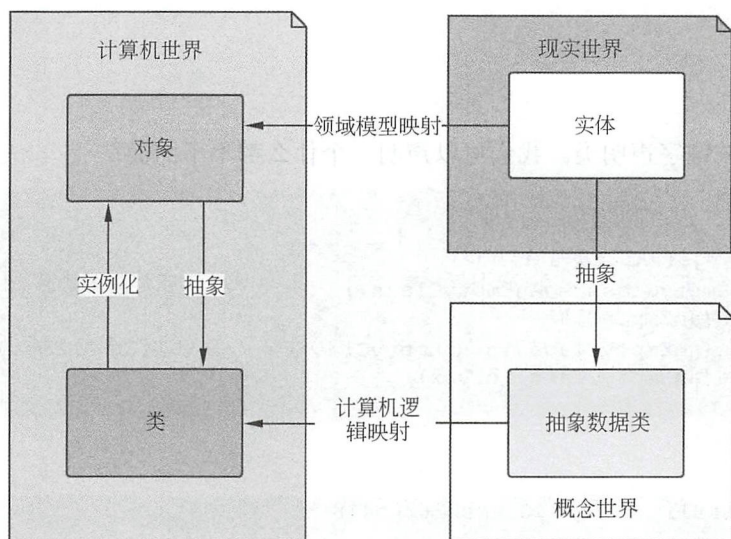 计算机世界
现实世界
对象
领域模型映射
实体
实例化
抽象
抽象
类
计算机逻
辑映射
抽象数据类
概念世界